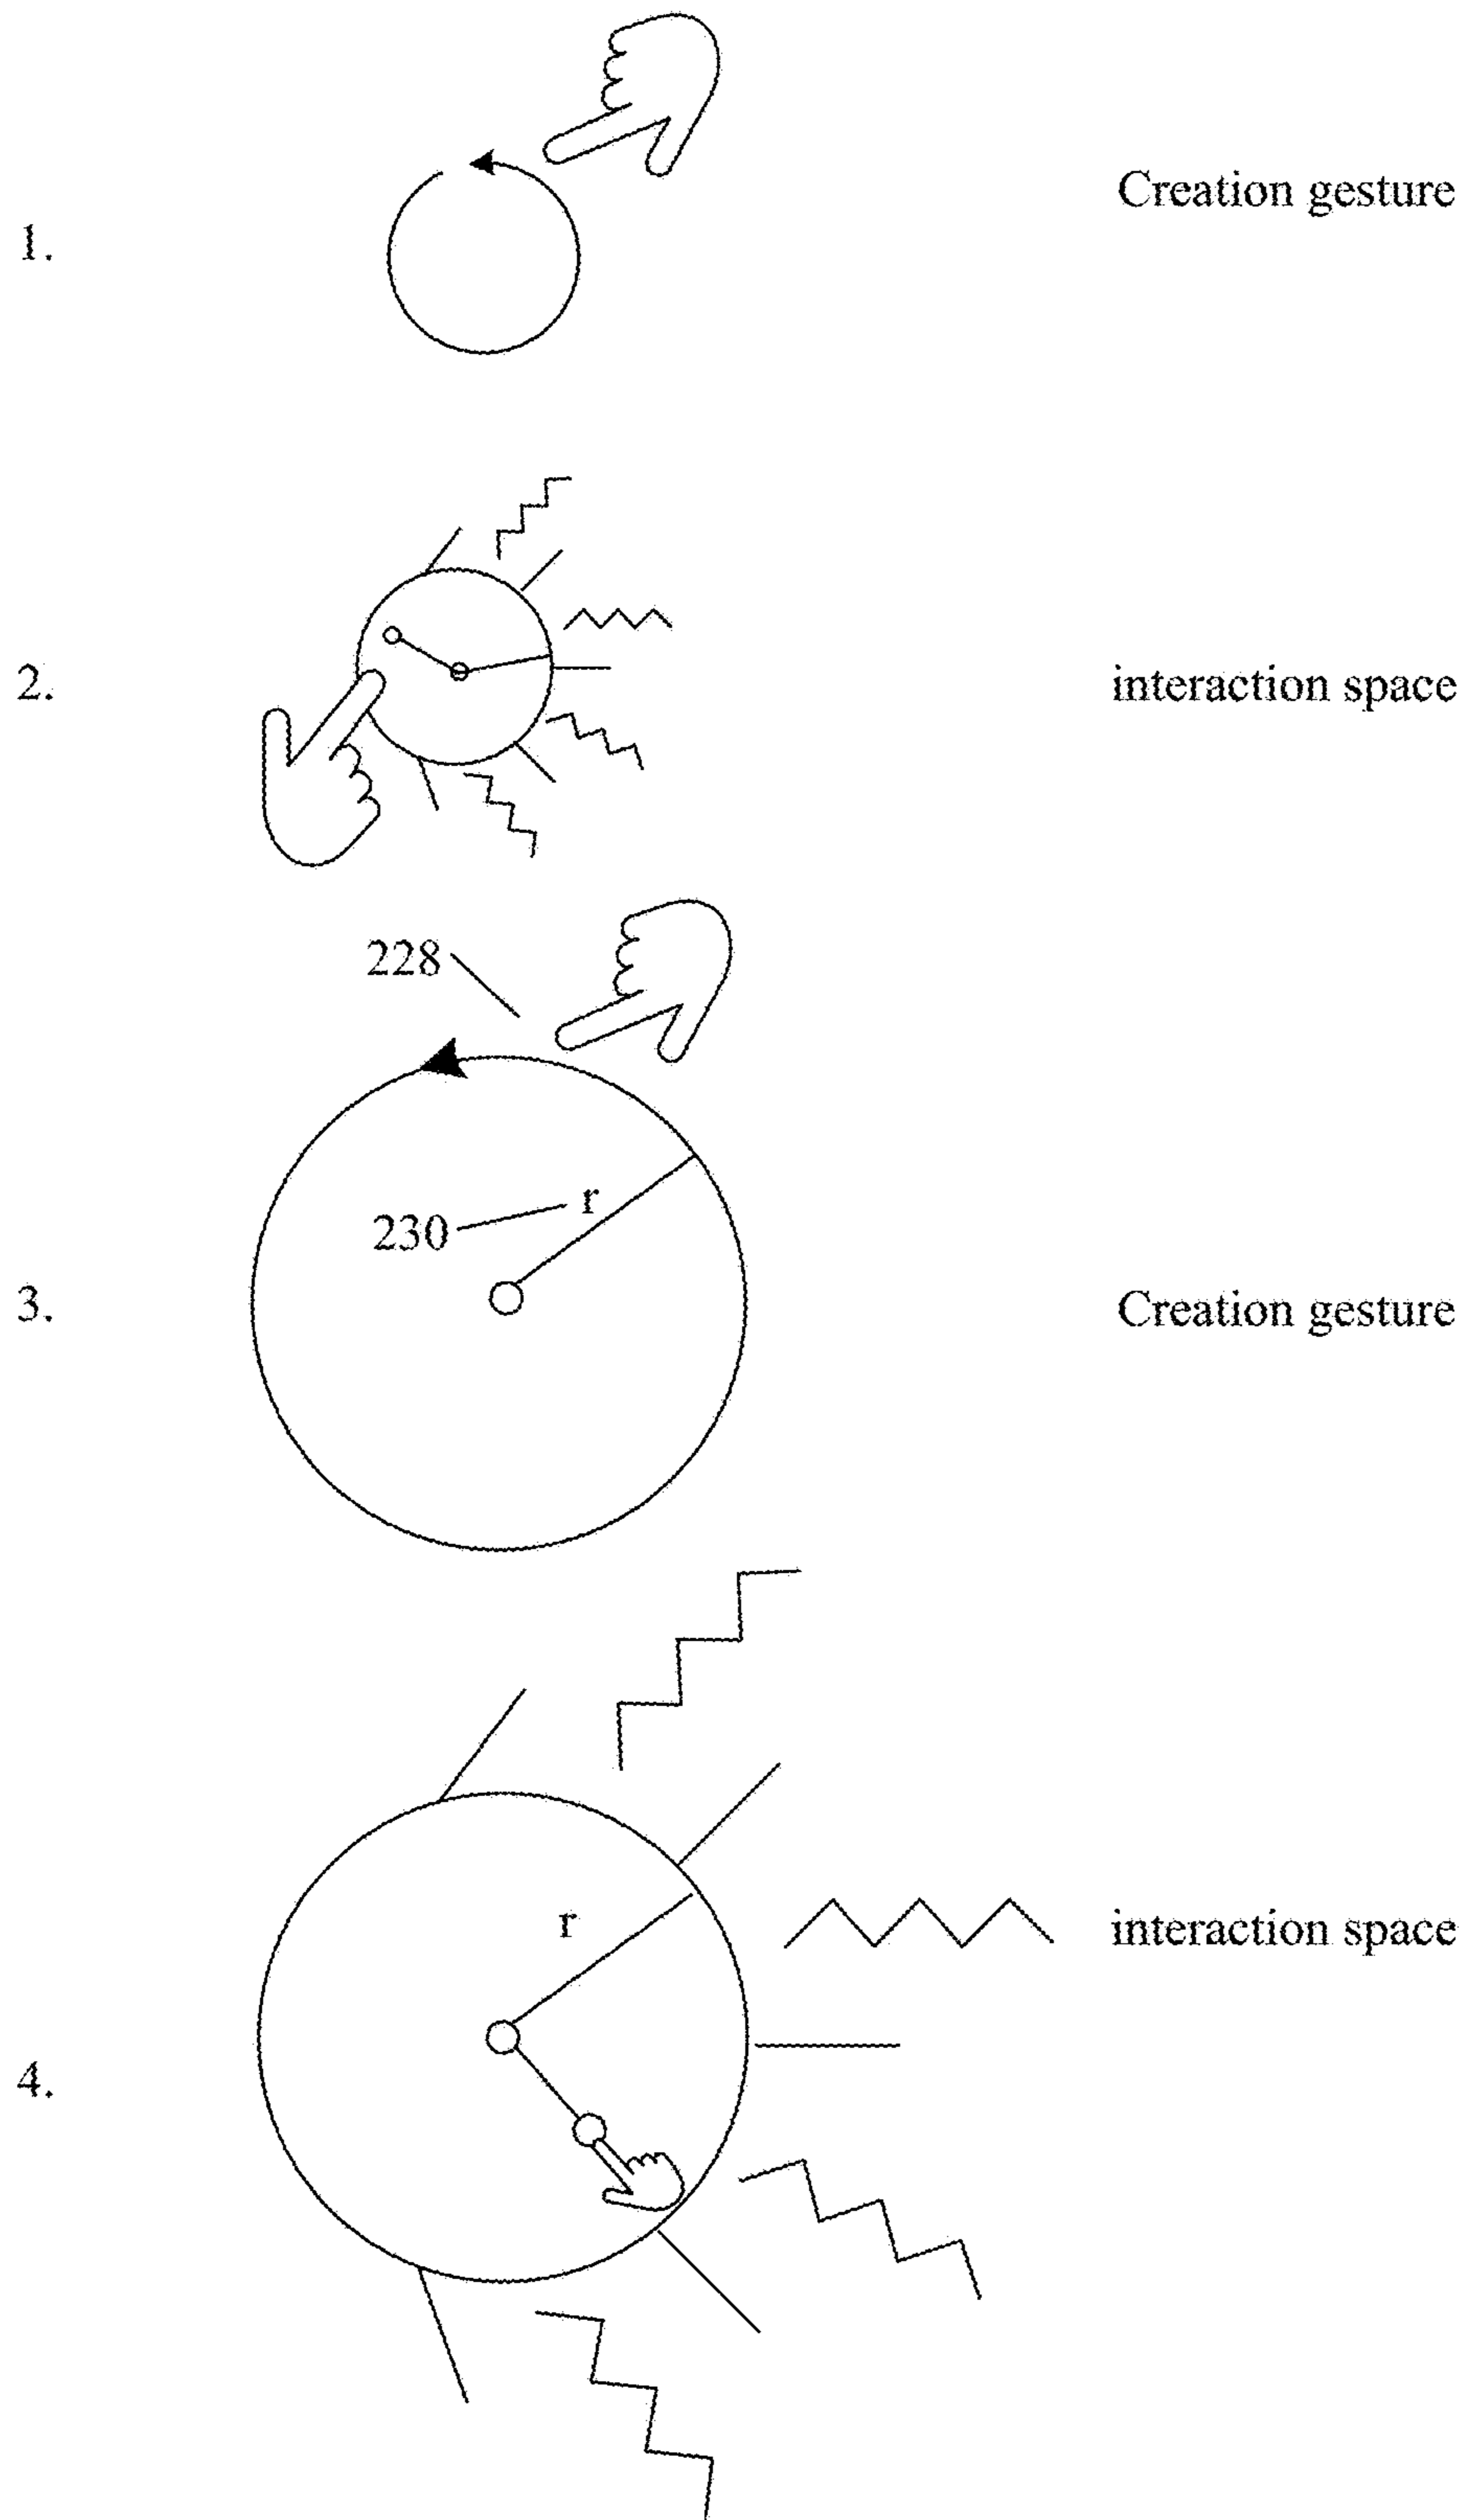 Creation gesture
1.
2.
interaction space
228
230
r
3.
Creation gesture
r
interaction space
4.